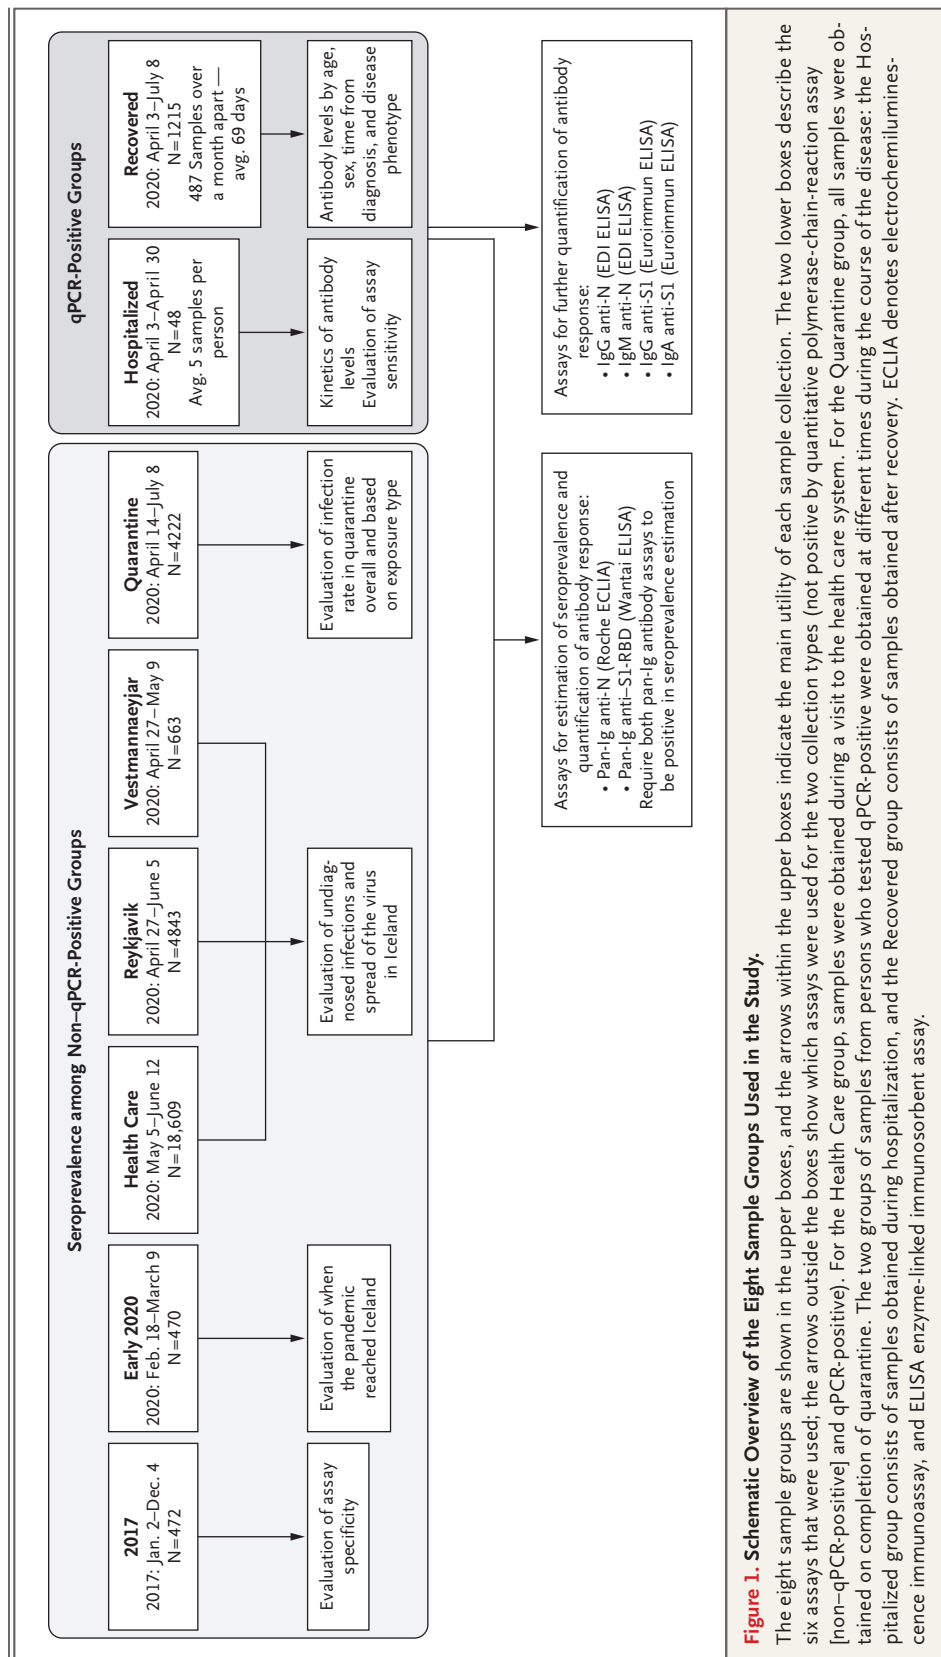 Seroprevalence among Non–qPCR-Positive Groups
qPCR-Positive Groups
2017
2017: Jan. 2–Dec. 4
N=472
Early 2020
2020: Feb. 18–March 9
N=470
Health Care
2020: May 5–June 12
N=18,609
Reykjavik
2020: April 27–June 5
N=4843
Vestmannaeyjar
2020: April 27–May 9
N=663
Quarantine
2020: April 14–July 8
N=4222
Hospitalized
2020: April 3–April 30
N=48
Avg. 5 samples per
person
Recovered
2020: April 3–July 8
N=1215
487 Samples over
a month apart —
avg. 69 days
Evaluation of assay
specificity
Evaluation of when
the pandemic
reached Iceland
Evaluation of undiag-
nosed infections and
spread of the virus
in Iceland
Evaluation of infection
rate in quarantine
overall and based
on exposure type
Kinetics of antibody
levels
Evaluation of assay
sensitivity
Antibody levels by age,
sex, time from
diagnosis, and disease
phenotype
Assays for estimation of seroprevalence and
quantification of antibody response:
• Pan-Ig anti-N (Roche ECLIA)
• Pan-Ig anti–S1-RBD (Wantai ELISA)
Require both pan-Ig antibody assays to
be positive in seroprevalence estimation
Assays for further quantification of antibody
response:
• IgG anti-N (EDI ELISA)
• IgM anti-N (EDI ELISA)
• IgG anti-S1 (Euroimmun ELISA)
• IgA anti-S1 (Euroimmun ELISA)
Figure 1. Schematic Overview of the Eight Sample Groups Used in the Study.
The eight sample groups are shown in the upper boxes, and the arrows within the upper boxes indicate the main utility of each sample collection. The two lower boxes describe the
six assays that were used; the arrows outside the boxes show which assays were used for the two collection types (not positive by quantitative polymerase-chain-reaction assay
[non–qPCR-positive] and qPCR-positive). For the Health Care group, samples were obtained during a visit to the health care system. For the Quarantine group, all samples were ob-
tained on completion of quarantine. The two groups of samples from persons who tested qPCR-positive were obtained at different times during the course of the disease: the Hos-
pitalized group consists of samples obtained during hospitalization, and the Recovered group consists of samples obtained after recovery. ECLIA denotes electrochemilumines-
cence immunoassay, and ELISA enzyme-linked immunosorbent assay.